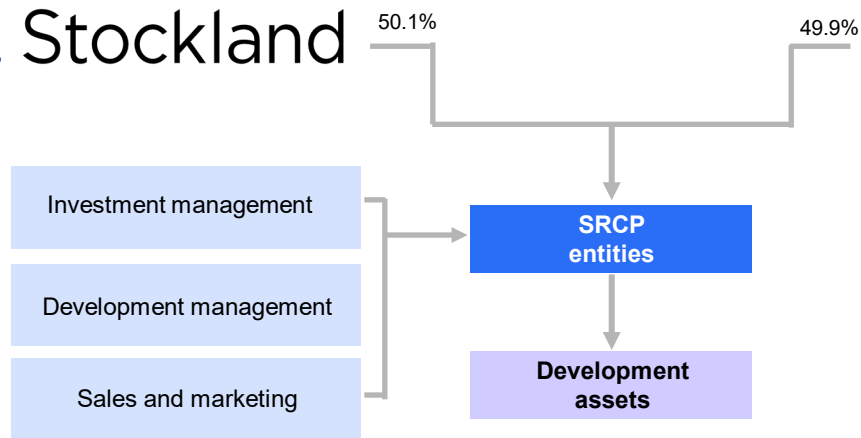 Stockland
50.1%
49.9%
Investment management
Development management
Sales and marketing
SRCP
entities
Development
assets